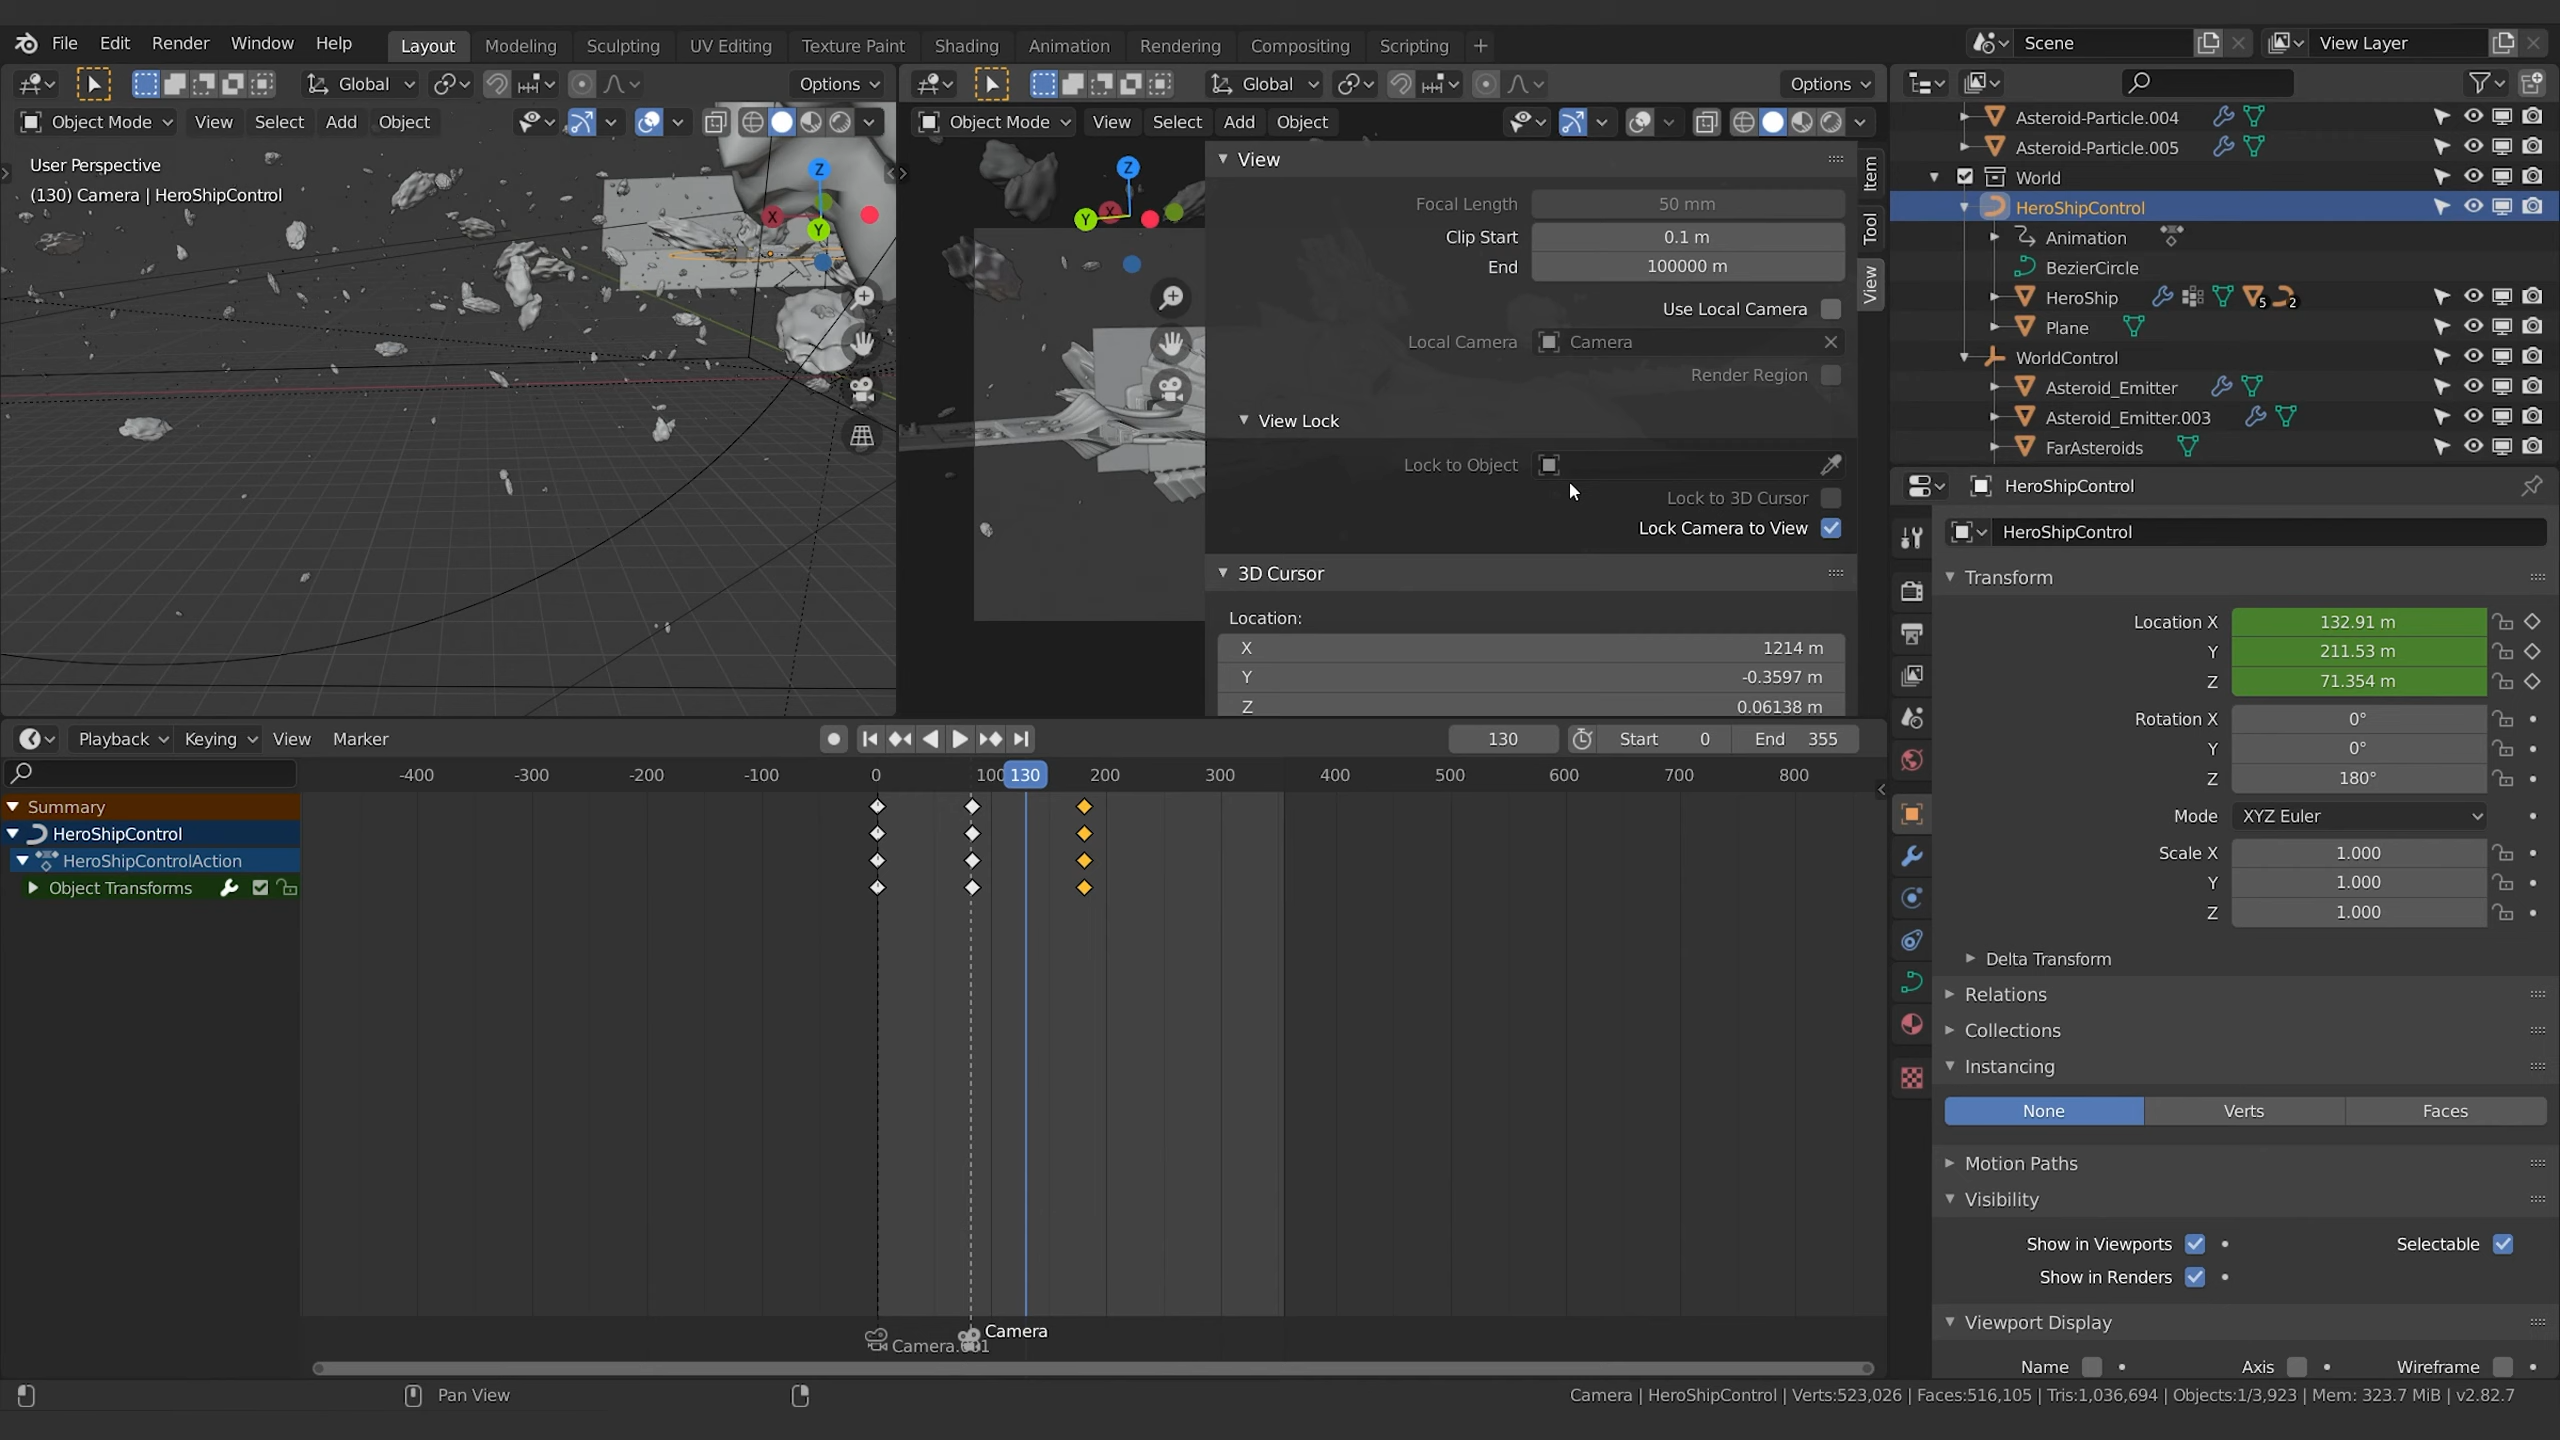 File Edit Render Window Help Layout Modeling Sculpting UV Editing Texture Paint Shading Animation Rendering Compositing Scripting + Scene View Layer
Global Options Global Options
Object Mode View Select Add Object Object Mode View Select Add Object
User Perspective
(130) Camera | HeroShipControl
Z
X
Y
Z
X
Y
View
Focal Length 50 mm
Clip Start 0.1 m
End 100000 m
Use Local Camera
Local Camera Camera
Render Region
View Lock
Lock to Object
Lock to 3D Cursor
Lock Camera to View
3D Cursor
Location:
X 1214 m
Y -0.3597 m
Z 0.06138 m
Item
Tool
View
Asteroid-Particle.004
Asteroid-Particle.005
World
HeroShipControl
Animation
BezierCircle
HeroShip 5 2
Plane
WorldControl
Asteroid_Emitter
Asteroid_Emitter.003
FarAsteroids
HeroShipControl
HeroShipControl
Transform
Location X 132.91 m
Y 211.53 m
Z 71.354 m
Rotation X 0°
Y 0°
Z 180°
Mode XYZ Euler
Scale X 1.000
Y 1.000
Z 1.000
Delta Transform
Relations
Collections
Instancing
None Verts Faces
Motion Paths
Visibility
Show in Viewports Selectable
Show in Renders
Viewport Display
Name Axis Wireframe
Playback Keying View Marker 130 Start 0 End 355
-400 -300 -200 -100 0 100 130 200 300 400 500 600 700 800
Summary
HeroShipControl
HeroShipControlAction
Object Transforms
Camera
Pan View
Camera | HeroShipControl | Verts:523,026 | Faces:516,105 | Tris:1,036,694 | Objects:1/3,923 | Mem: 323.7 MiB | v2.82.7